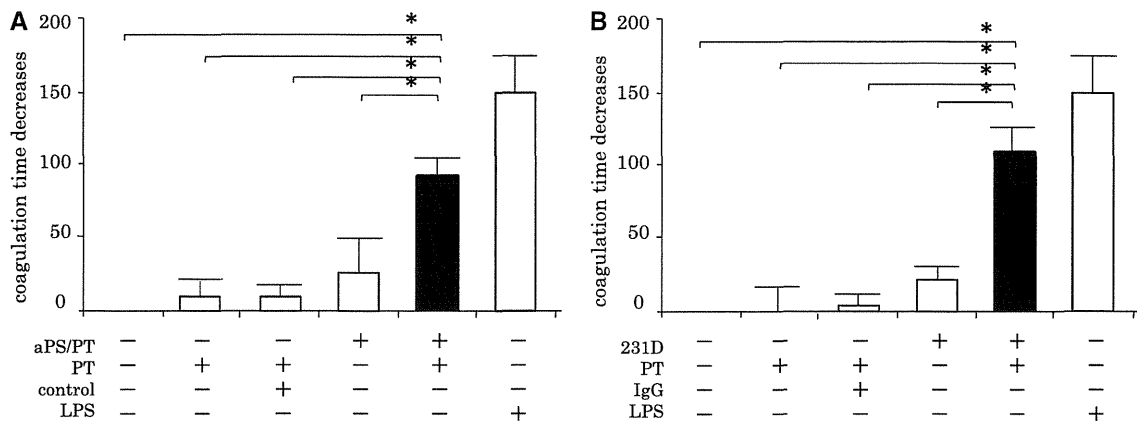 A
B
coagulation time decreases
200
150
100
50
0
*
*
*
*
aPS/PT − − − + + −
PT − + + − + −
control − − + − − −
LPS − − − − − +
coagulation time decreases
200
150
100
50
0
*
*
*
*
231D − − − + + −
PT − + + − + −
IgG − − + − − −
LPS − − − − − +